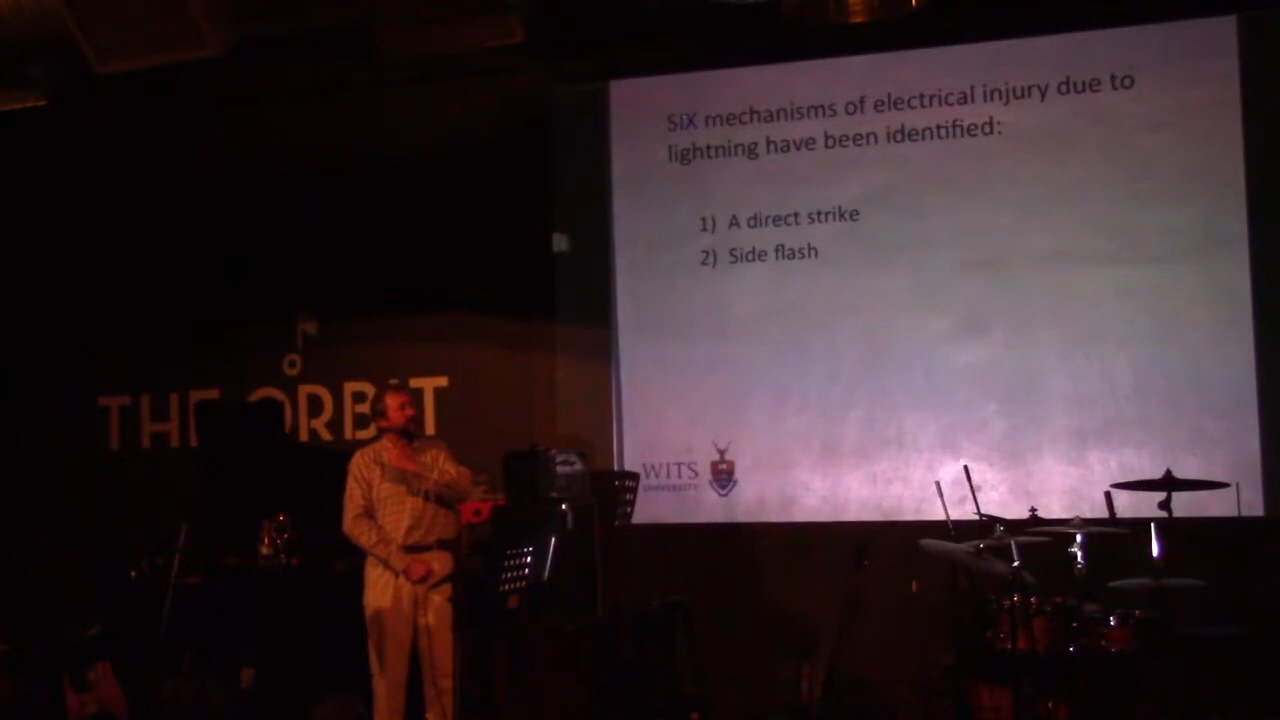 SiX mechanisms of electrical injury due to
lightning have been identified:
1) A direct strike
2) Side flash
THE ORBIT
WITS
UNIVERSITY